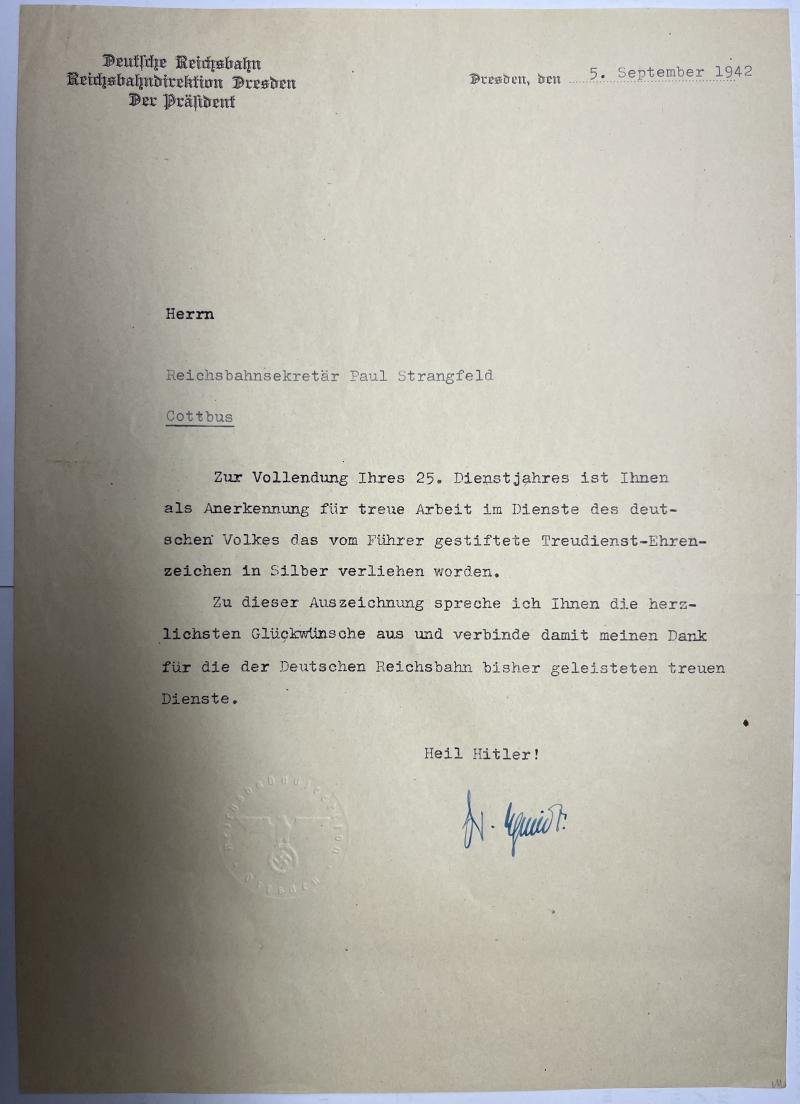 Deutsche Reichsbahn
Reichsbahndirektion Dresden
Der Präsident
Dresden, den 5. September 1942
Herrn
Reichsbahnsekretär Paul Strangfeld
Cottbus
Zur Vollendung Ihres 25. Dienstjahres ist Ihnen
als Anerkennung für treue Arbeit im Dienste des deut-
schen Volkes das vom Führer gestiftete Treudienst-Ehren-
zeichen in Silber verliehen worden.
Zu dieser Auszeichnung spreche ich Ihnen die herz-
lichsten Glückwünsche aus und verbinde damit meinen Dank
für die der Deutschen Reichsbahn bisher geleisteten treuen
Dienste.
Heil Hitler!
Reichsbahndirektion
Dresden